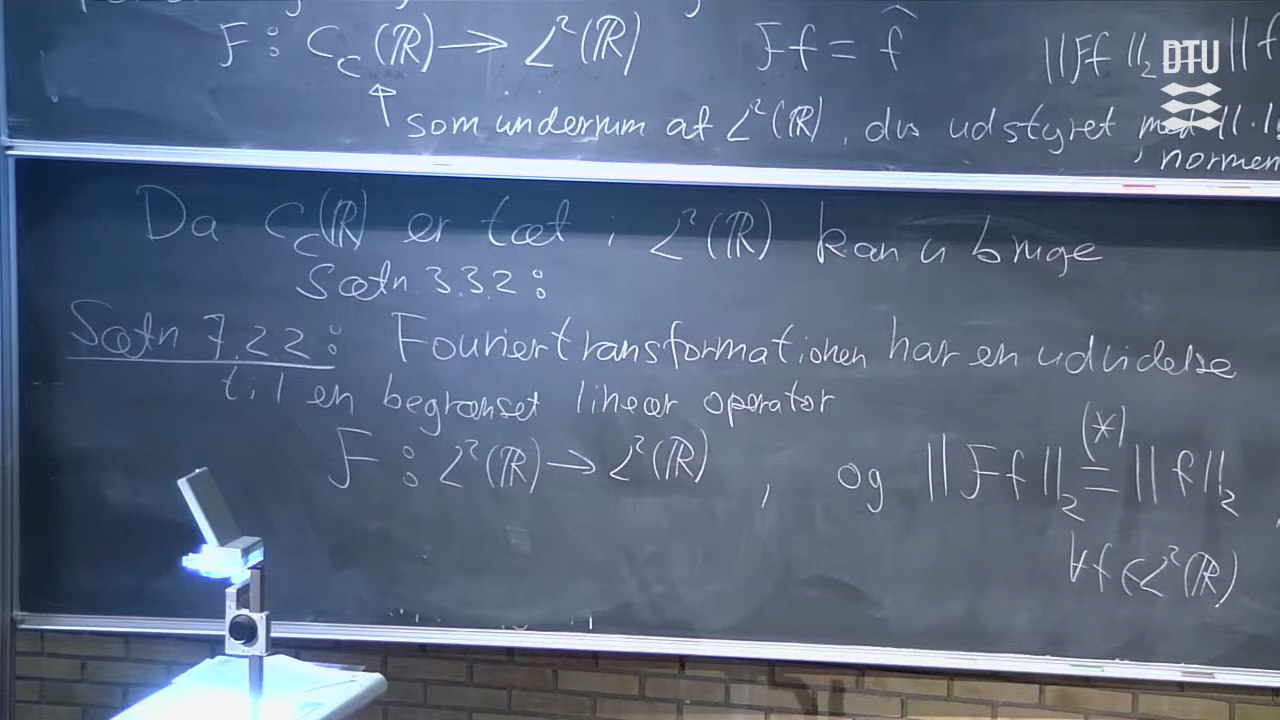 F : C_c(ℝ) → L²(ℝ) Ff = f̂ ||Ff||₂ || f
DTU
som underrum af L²(ℝ), dvs udstyret med ||·||
normen
Da C_c(ℝ) er tæt i L²(ℝ) kan vi bruge
Sætn 3.3.2:
Sætn 7.2.2: Fouriertransformationen har en udvidelse
til en begrænset lineær operator
F : L²(ℝ) → L²(ℝ), og ||Ff||₂ (*)= ||f||₂,
∀f∈L²(ℝ)